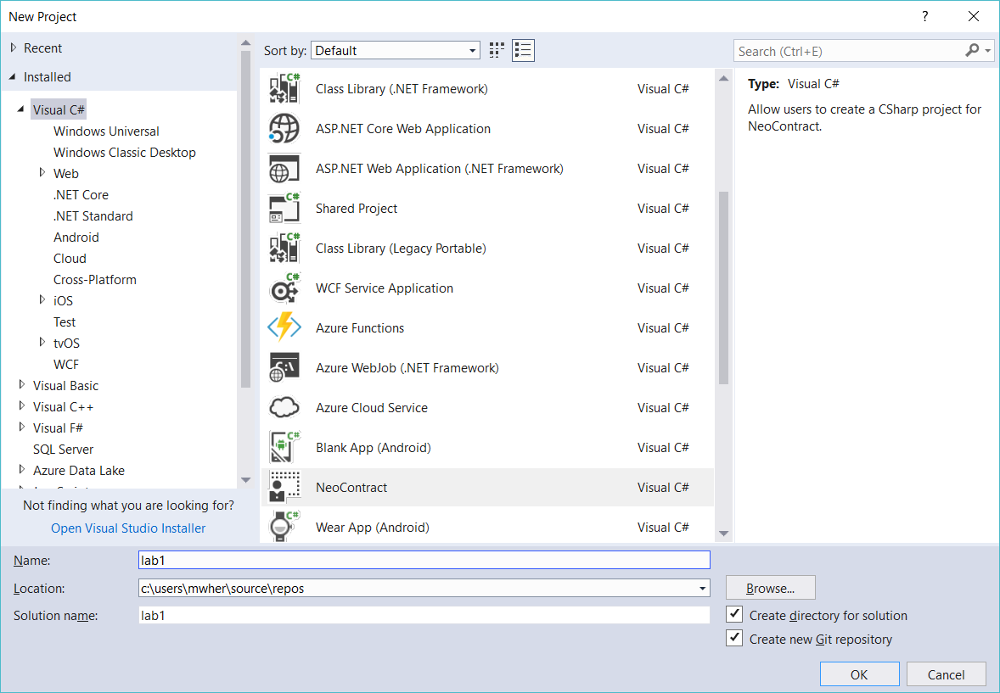 New Project
?
Recent
Installed
Visual C#
Windows Universal
Windows Classic Desktop
Web
.NET Core
.NET Standard
Android
Cloud
Cross-Platform
iOS
Test
tvOS
WCF
Visual Basic
Visual C++
Visual F#
SQL Server
Azure Data Lake
Not finding what you are looking for?
Open Visual Studio Installer
Sort by: Default
Class Library (.NET Framework) Visual C#
ASP.NET Core Web Application Visual C#
ASP.NET Web Application (.NET Framework) Visual C#
Shared Project Visual C#
Class Library (Legacy Portable) Visual C#
WCF Service Application Visual C#
Azure Functions Visual C#
Azure WebJob (.NET Framework) Visual C#
Azure Cloud Service Visual C#
Blank App (Android) Visual C#
NeoContract Visual C#
Wear App (Android) Visual C#
Search (Ctrl+E)
Type: Visual C#
Allow users to create a CSharp project for
NeoContract.
Name: lab1
Location: c:\users\mwher\source\repos
Browse...
Solution name: lab1
Create directory for solution
Create new Git repository
OK
Cancel